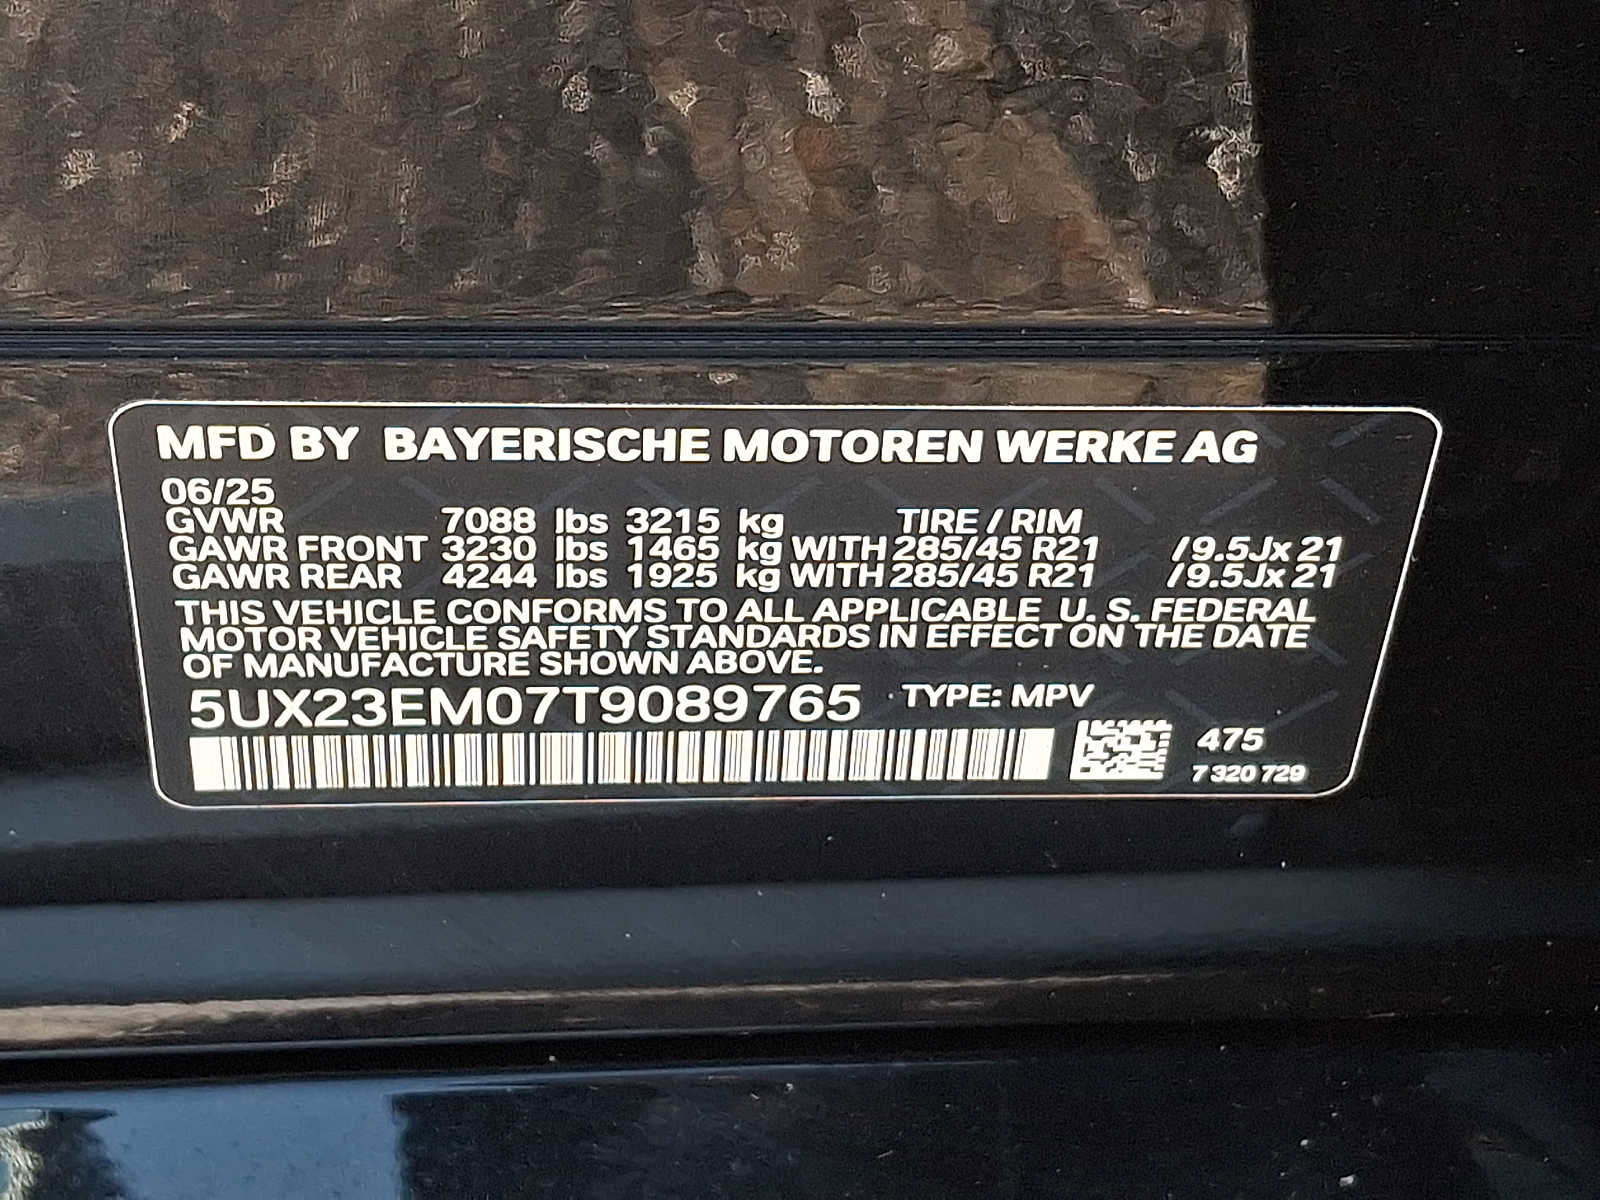 MFD BY BAYERISCHE MOTOREN WERKE AG
06/25
GVWR 7088 lbs 3215 kg TIRE / RIM
GAWR FRONT 3230 lbs 1465 kg WITH 285/45 R21 / 9.5Jx 21
GAWR REAR 4244 lbs 1925 kg WITH 285/45 R21 / 9.5Jx 21
THIS VEHICLE CONFORMS TO ALL APPLICABLE U. S. FEDERAL
MOTOR VEHICLE SAFETY STANDARDS IN EFFECT ON THE DATE
OF MANUFACTURE SHOWN ABOVE.
5UX23EM07T9089765 TYPE: MPV
475
7 320 729